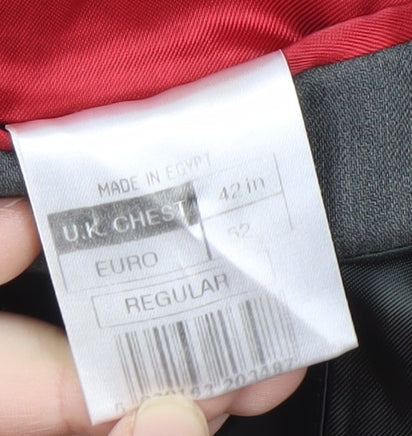 MADE IN EGYPT
U.K. CHEST 42 in
EURO 52
REGULAR